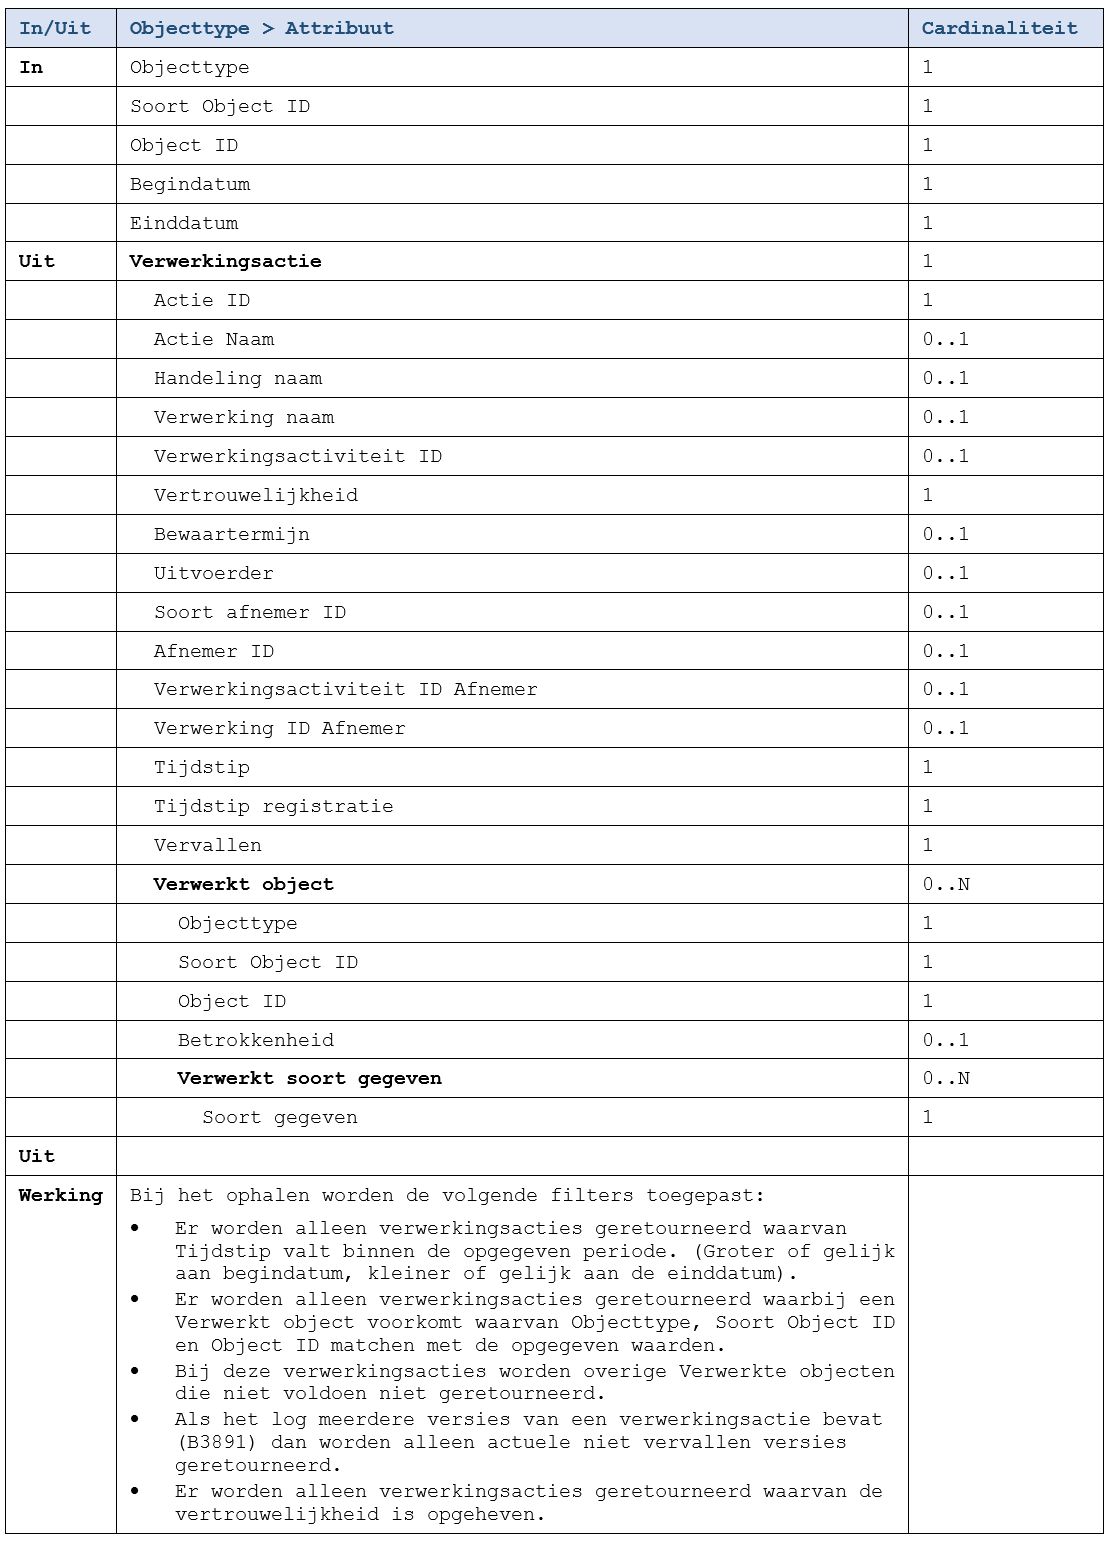 In/Uit Objecttype > Attribuut Cardinaliteit
In Objecttype 1
Soort Object ID 1
Object ID 1
Begindatum 1
Einddatum 1
Uit Verwerkingsactie 1
Actie ID 1
Actie Naam 0..1
Handeling naam 0..1
Verwerking naam 0..1
Verwerkingsactiviteit ID 0..1
Vertrouwelijkheid 1
Bewaartermijn 0..1
Uitvoerder 0..1
Soort afnemer ID 0..1
Afnemer ID 0..1
Verwerkingsactiviteit ID Afnemer 0..1
Verwerking ID Afnemer 0..1
Tijdstip 1
Tijdstip registratie 1
Vervallen 1
Verwerkt object 0..N
Objecttype 1
Soort Object ID 1
Object ID 1
Betrokkenheid 0..1
Verwerkt soort gegeven 0..N
Soort gegeven 1
Uit
Werking Bij het ophalen worden de volgende filters toegepast:
• Er worden alleen verwerkingsacties geretourneerd waarvan
Tijdstip valt binnen de opgegeven periode. (Groter of gelijk
aan begindatum, kleiner of gelijk aan de einddatum).
• Er worden alleen verwerkingsacties geretourneerd waarbij een
Verwerkt object voorkomt waarvan Objecttype, Soort Object ID
en Object ID matchen met de opgegeven waarden.
• Bij deze verwerkingsacties worden overige Verwerkte objecten
die niet voldoen niet geretourneerd.
• Als het log meerdere versies van een verwerkingsactie bevat
(B3891) dan worden alleen actuele niet vervallen versies
geretourneerd.
• Er worden alleen verwerkingsacties geretourneerd waarvan de
vertrouwelijkheid is opgeheven.